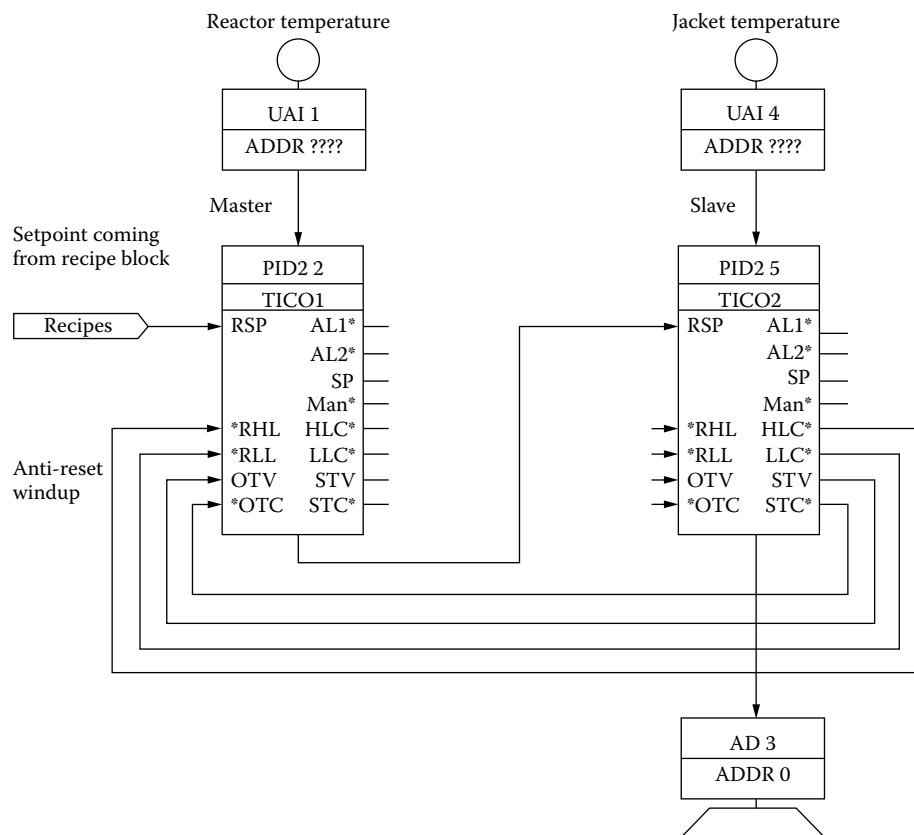 Reactor temperature
Jacket temperature
UAI 1
ADDR ????
UAI 4
ADDR ????
Master
Slave
Setpoint coming
from recipe block
PID2 2
TICO1
PID2 5
TICO2
Recipes
RSP
AL1*
AL2*
SP
Man*
*RHL HLC*
*RLL LLC*
OTV STV
*OTC STC*
RSP
AL1*
AL2*
SP
Man*
*RHL HLC*
*RLL LLC*
OTV STV
*OTC STC*
Anti-reset
windup
AD 3
ADDR 0